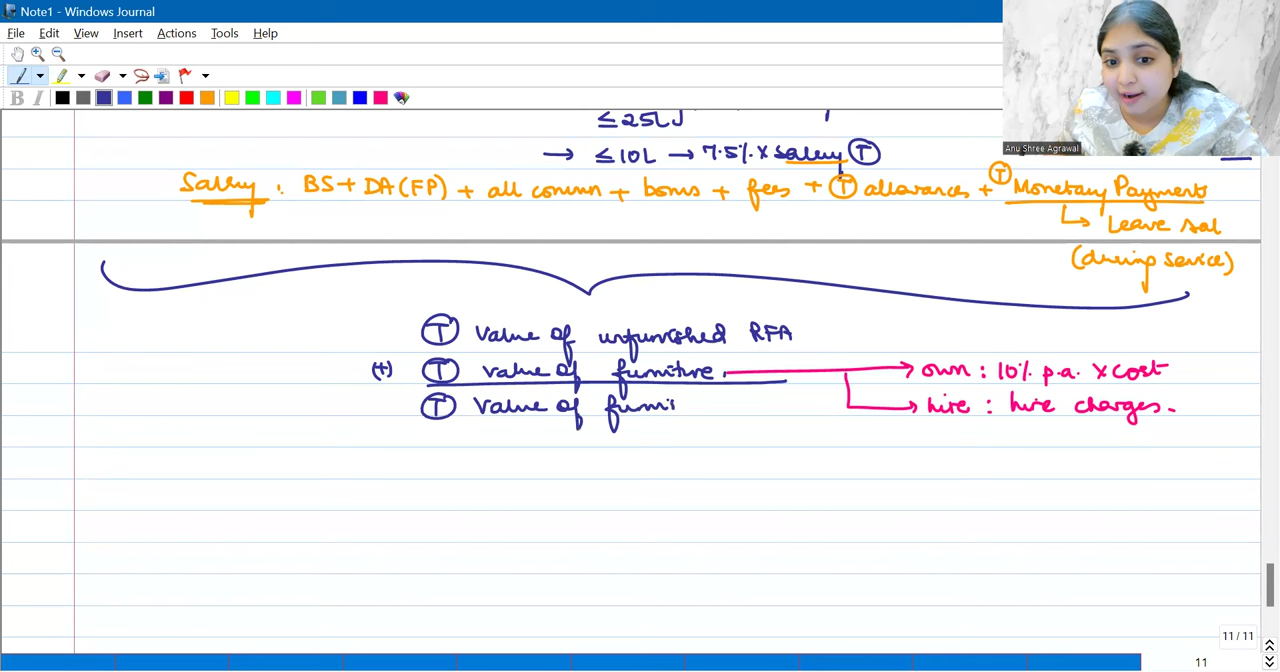 Note1 - Windows Journal
File Edit View Insert Actions Tools Help
B I
Anu Shree Agrawal
≤25L
→ ≤10L → 7.5% x salary (T)
Salary : BS + DA (FP) + all comm + bonus + fees + (T) allowances + (T) Monetary Payments
↳ Leave sal
(during service)
(T) Value of unfurnished RFA
(+) (T) value of furniture → own : 10% p.a. x cost
→ hire : hire charges.
(T) Value of furni
11 / 11
11